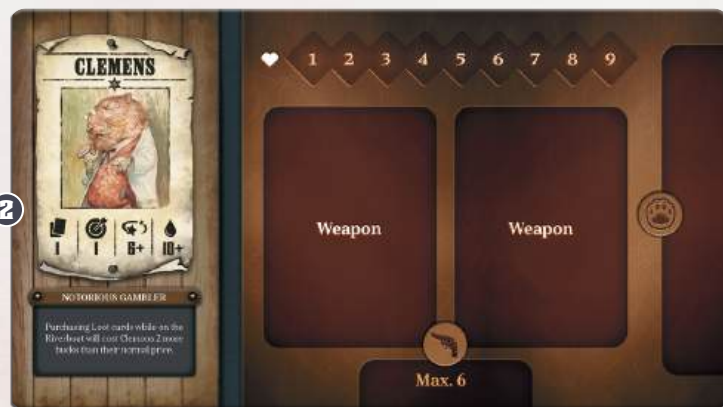 CLEMENS
1 1 6+ 10+
NOTORIOUS GAMBLER
Purchasing Loot cards while on the
Riverboat will cost Clemens 2 more
bucks than their normal price.
1 2 3 4 5 6 7 8 9
Weapon Weapon
Max. 6
2